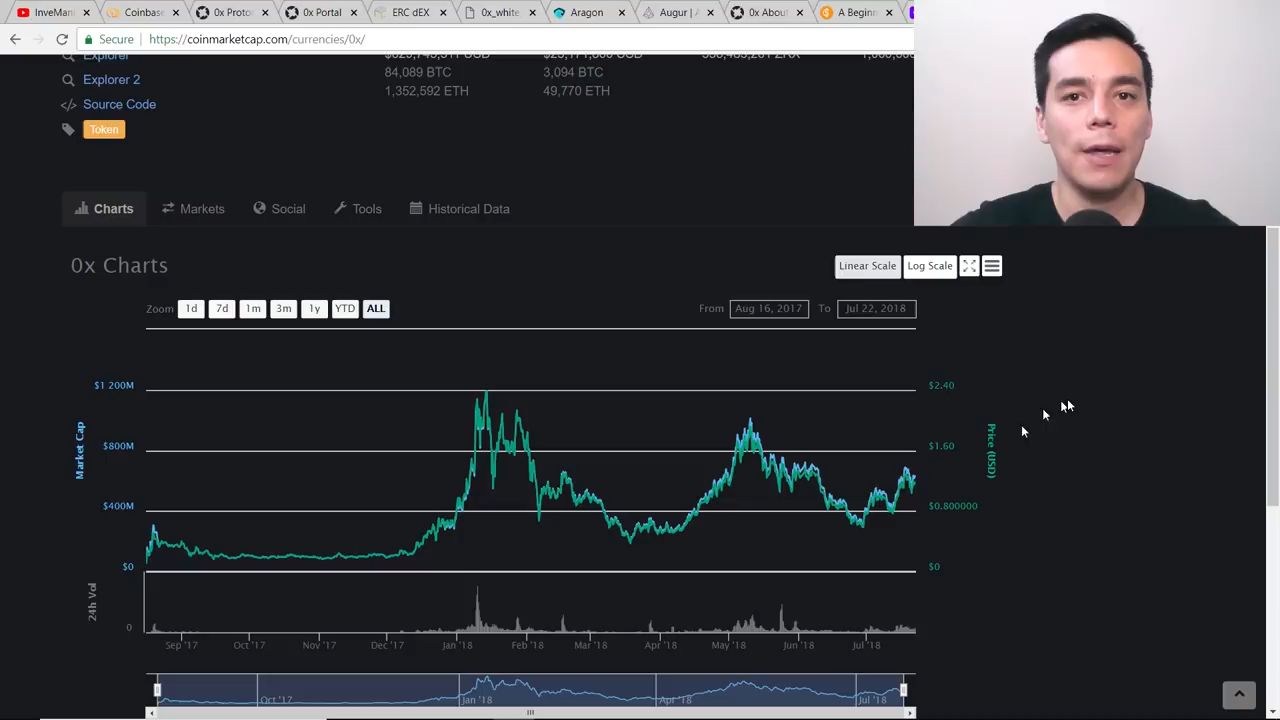 InveMan
Coinbas
0x Proto
0x Portal
ERC dEX
0x_white
Aragon
Augur | A
0x About
A Beginn
Secure
https://coinmarketcap.com/currencies/0x/
Explorer
84,089 BTC
3,094 BTC
Explorer 2
1,352,592 ETH
49,770 ETH
Source Code
Token
Charts
Markets
Social
Tools
Historical Data
0x Charts
Linear Scale
Log Scale
Zoom 1d 7d 1m 3m 1y YTD ALL
From Aug 16, 2017 To Jul 22, 2018
$1 200M
$2.40
$800M
$1.60
$400M
$0.800000
$0
$0
Market Cap
Price (USD)
24h Vol
0
Sep '17 Oct '17 Nov '17 Dec '17 Jan '18 Feb '18 Mar '18 Apr '18 May '18 Jun '18 Jul '18
Oct '17 Jan '18 Apr '18 Jul '18